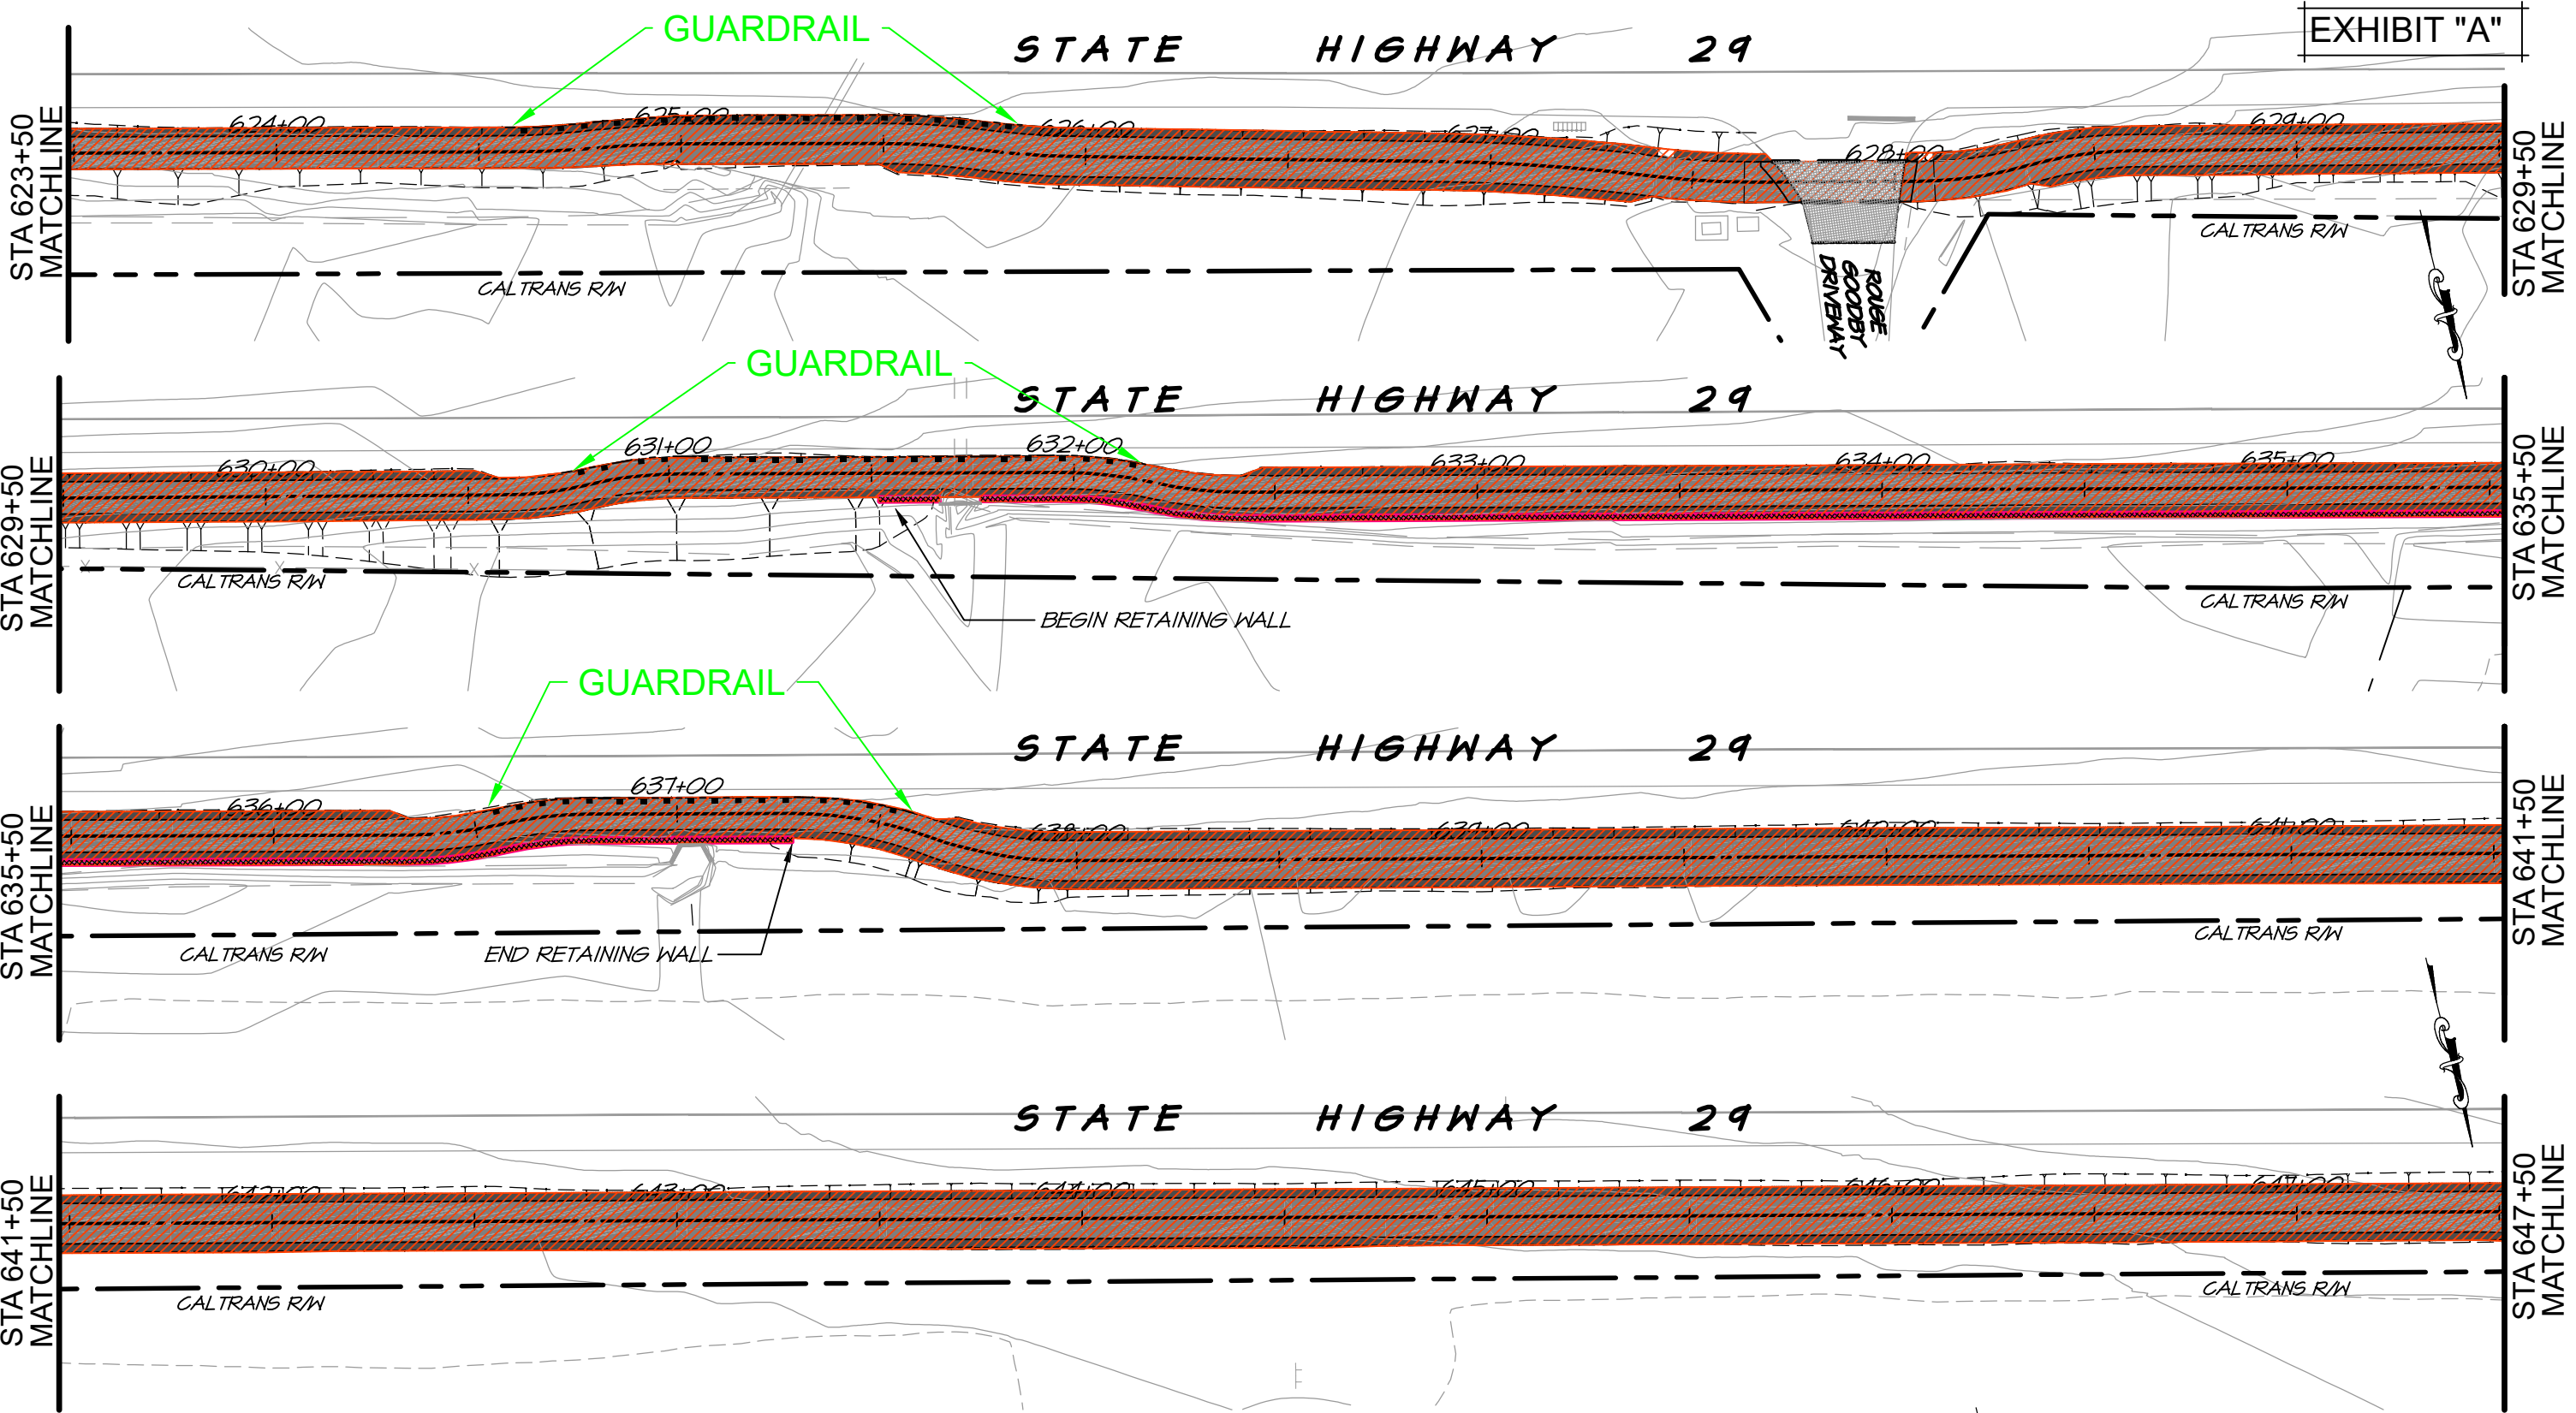 EXHIBIT "A"
GUARDRAIL
STATE HIGHWAY 29
STA 623+50
MATCHLINE
624+00
625+00
626+00
627+00
628+00
629+00
STA 629+50
MATCHLINE
CALTRANS R/W
CALTRANS R/W
ROUGE
GOODBY
DRIVEWAY
GUARDRAIL
STATE HIGHWAY 29
STA 629+50
MATCHLINE
630+00
631+00
632+00
633+00
634+00
635+00
STA 635+50
MATCHLINE
CALTRANS R/W
CALTRANS R/W
BEGIN RETAINING WALL
GUARDRAIL
STATE HIGHWAY 29
STA 635+50
MATCHLINE
636+00
637+00
638+00
639+00
640+00
641+00
STA 641+50
MATCHLINE
CALTRANS R/W
END RETAINING WALL
CALTRANS R/W
STATE HIGHWAY 29
STA 641+50
MATCHLINE
642+00
643+00
644+00
645+00
646+00
647+00
STA 647+50
MATCHLINE
CALTRANS R/W
CALTRANS R/W